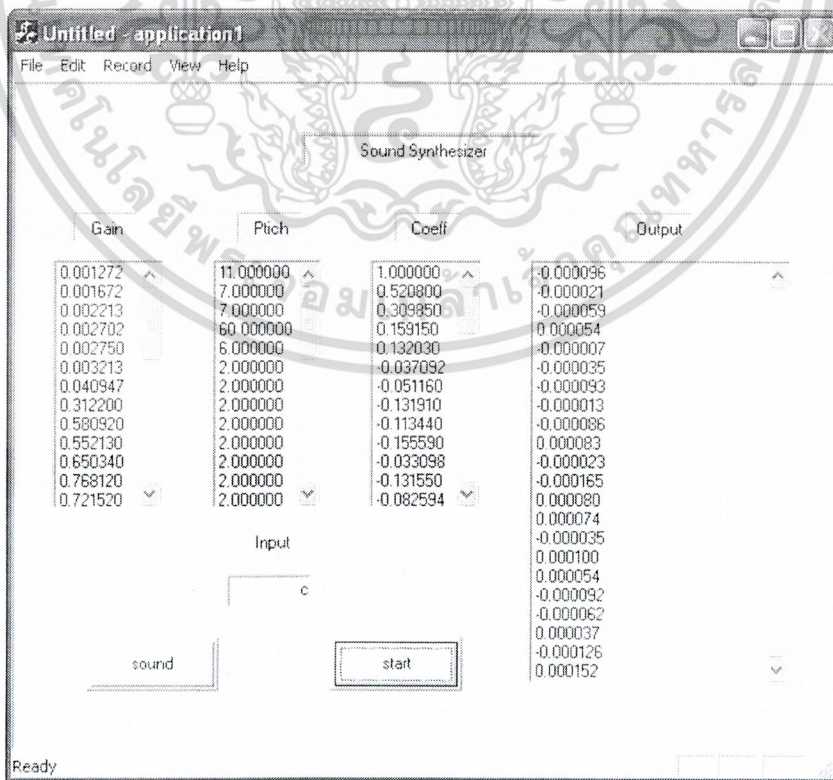 Untitled - application1
File Edit Record View Help
Sound Synthesizer
Gain Ptich Coeff Output
0.001272 11.000000 1.000000 -0.000096
0.001672 7.000000 0.520800 -0.000021
0.002213 7.000000 0.309850 -0.000059
0.002702 60.000000 0.159150 0.000054
0.002750 6.000000 0.132030 -0.000007
0.003213 2.000000 -0.037092 -0.000035
0.040947 2.000000 -0.051160 -0.000093
0.312200 2.000000 -0.131910 -0.000013
0.580920 2.000000 -0.113440 -0.000086
0.552130 2.000000 -0.155590 0.000083
0.650340 2.000000 -0.033098 -0.000023
0.768120 2.000000 -0.131550 -0.000165
0.721520 2.000000 -0.082594 0.000080
0.000074
Input -0.000035
0.000100
0.000054
c -0.000092
-0.000062
0.000037
sound start -0.000126
0.000152
Ready